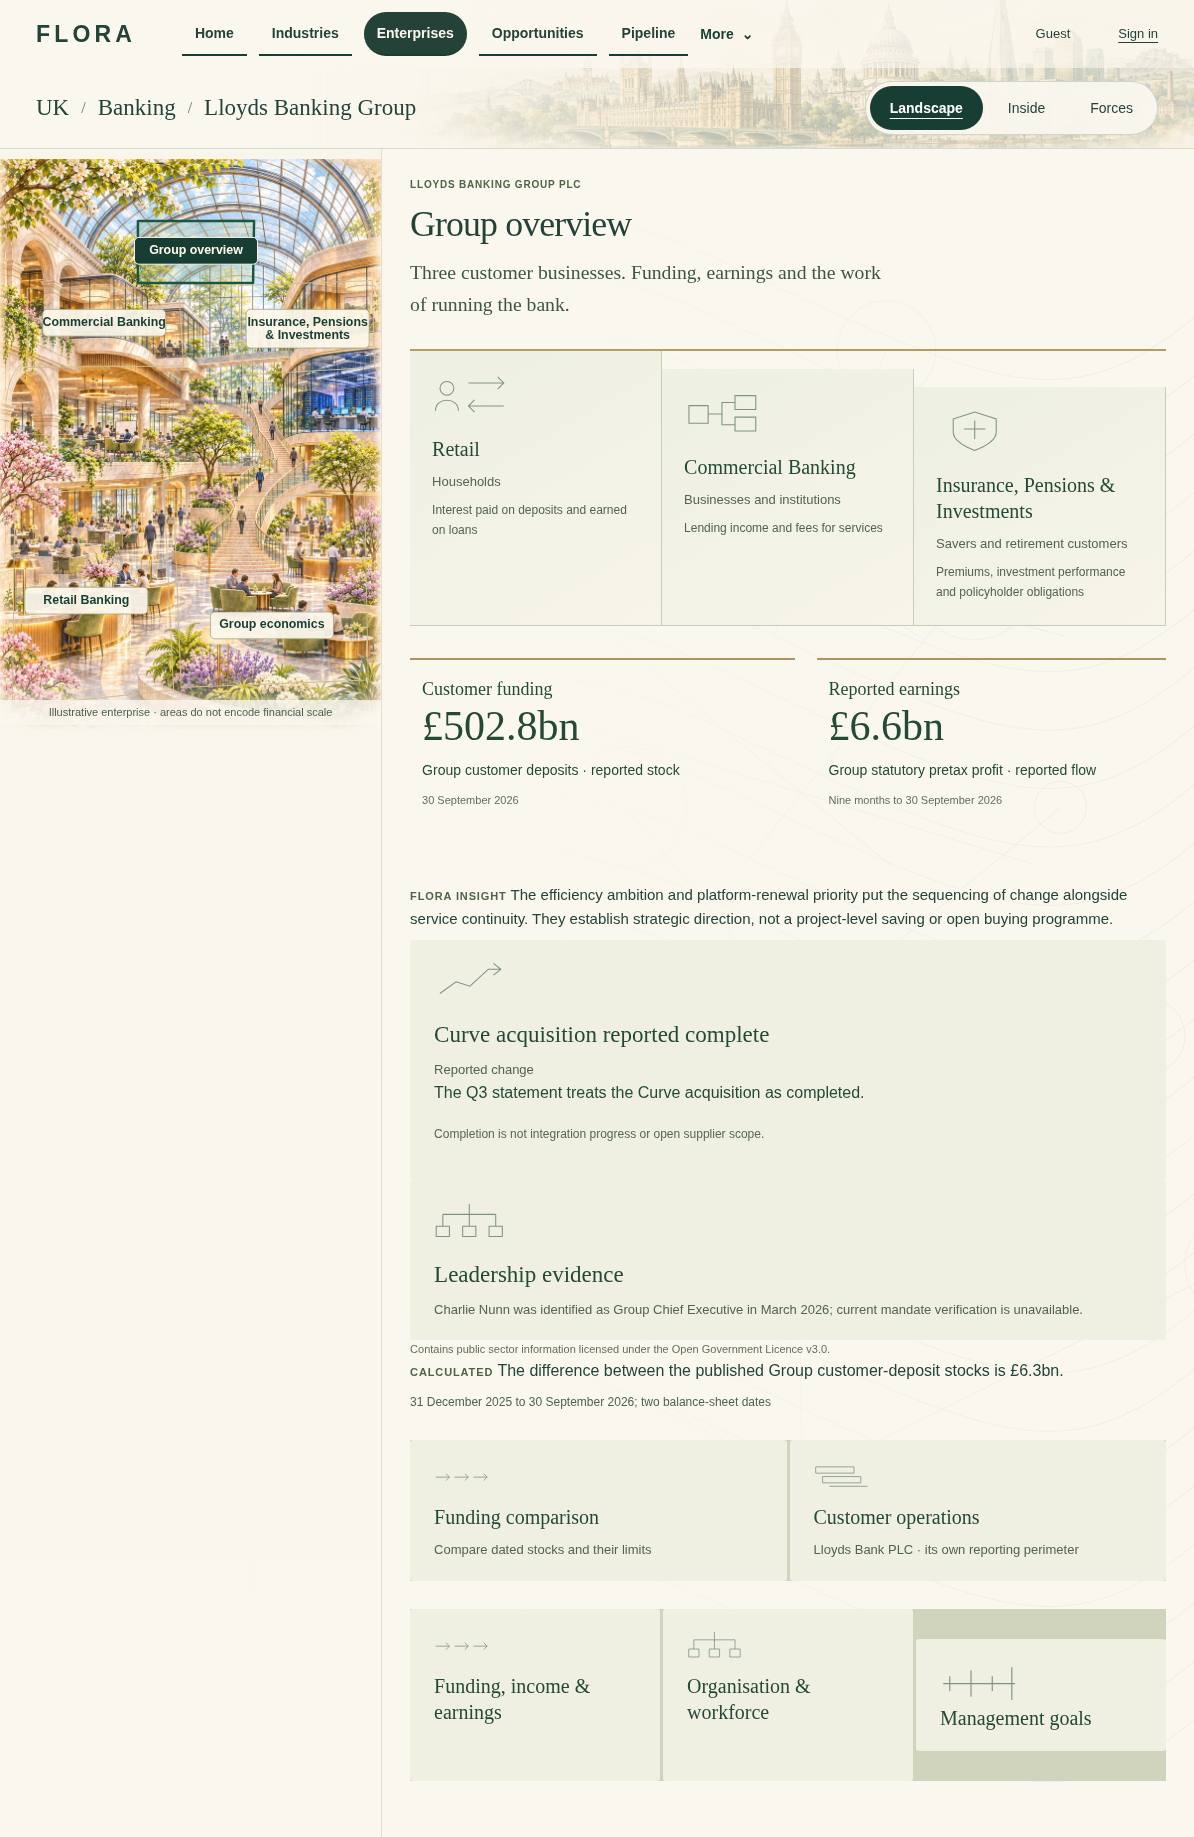 FLORA
Home
Industries
Enterprises
Opportunities
Pipeline
More
Guest
Sign in
UK / Banking / Lloyds Banking Group
Landscape
Inside
Forces
Group overview
Commercial Banking
Insurance, Pensions
& Investments
Retail Banking
Group economics
Illustrative enterprise · areas do not encode financial scale
LLOYDS BANKING GROUP PLC
Group overview
Three customer businesses. Funding, earnings and the work
of running the bank.
Retail
Households
Interest paid on deposits and earned
on loans
Commercial Banking
Businesses and institutions
Lending income and fees for services
Insurance, Pensions &
Investments
Savers and retirement customers
Premiums, investment performance
and policyholder obligations
Customer funding
£502.8bn
Group customer deposits · reported stock
30 September 2026
Reported earnings
£6.6bn
Group statutory pretax profit · reported flow
Nine months to 30 September 2026
FLORA INSIGHT The efficiency ambition and platform-renewal priority put the sequencing of change alongside
service continuity. They establish strategic direction, not a project-level saving or open buying programme.
Curve acquisition reported complete
Reported change
The Q3 statement treats the Curve acquisition as completed.
Completion is not integration progress or open supplier scope.
Leadership evidence
Charlie Nunn was identified as Group Chief Executive in March 2026; current mandate verification is unavailable.
Contains public sector information licensed under the Open Government Licence v3.0.
CALCULATED The difference between the published Group customer-deposit stocks is £6.3bn.
31 December 2025 to 30 September 2026; two balance-sheet dates
Funding comparison
Compare dated stocks and their limits
Customer operations
Lloyds Bank PLC · its own reporting perimeter
Funding, income &
earnings
Organisation &
workforce
Management goals